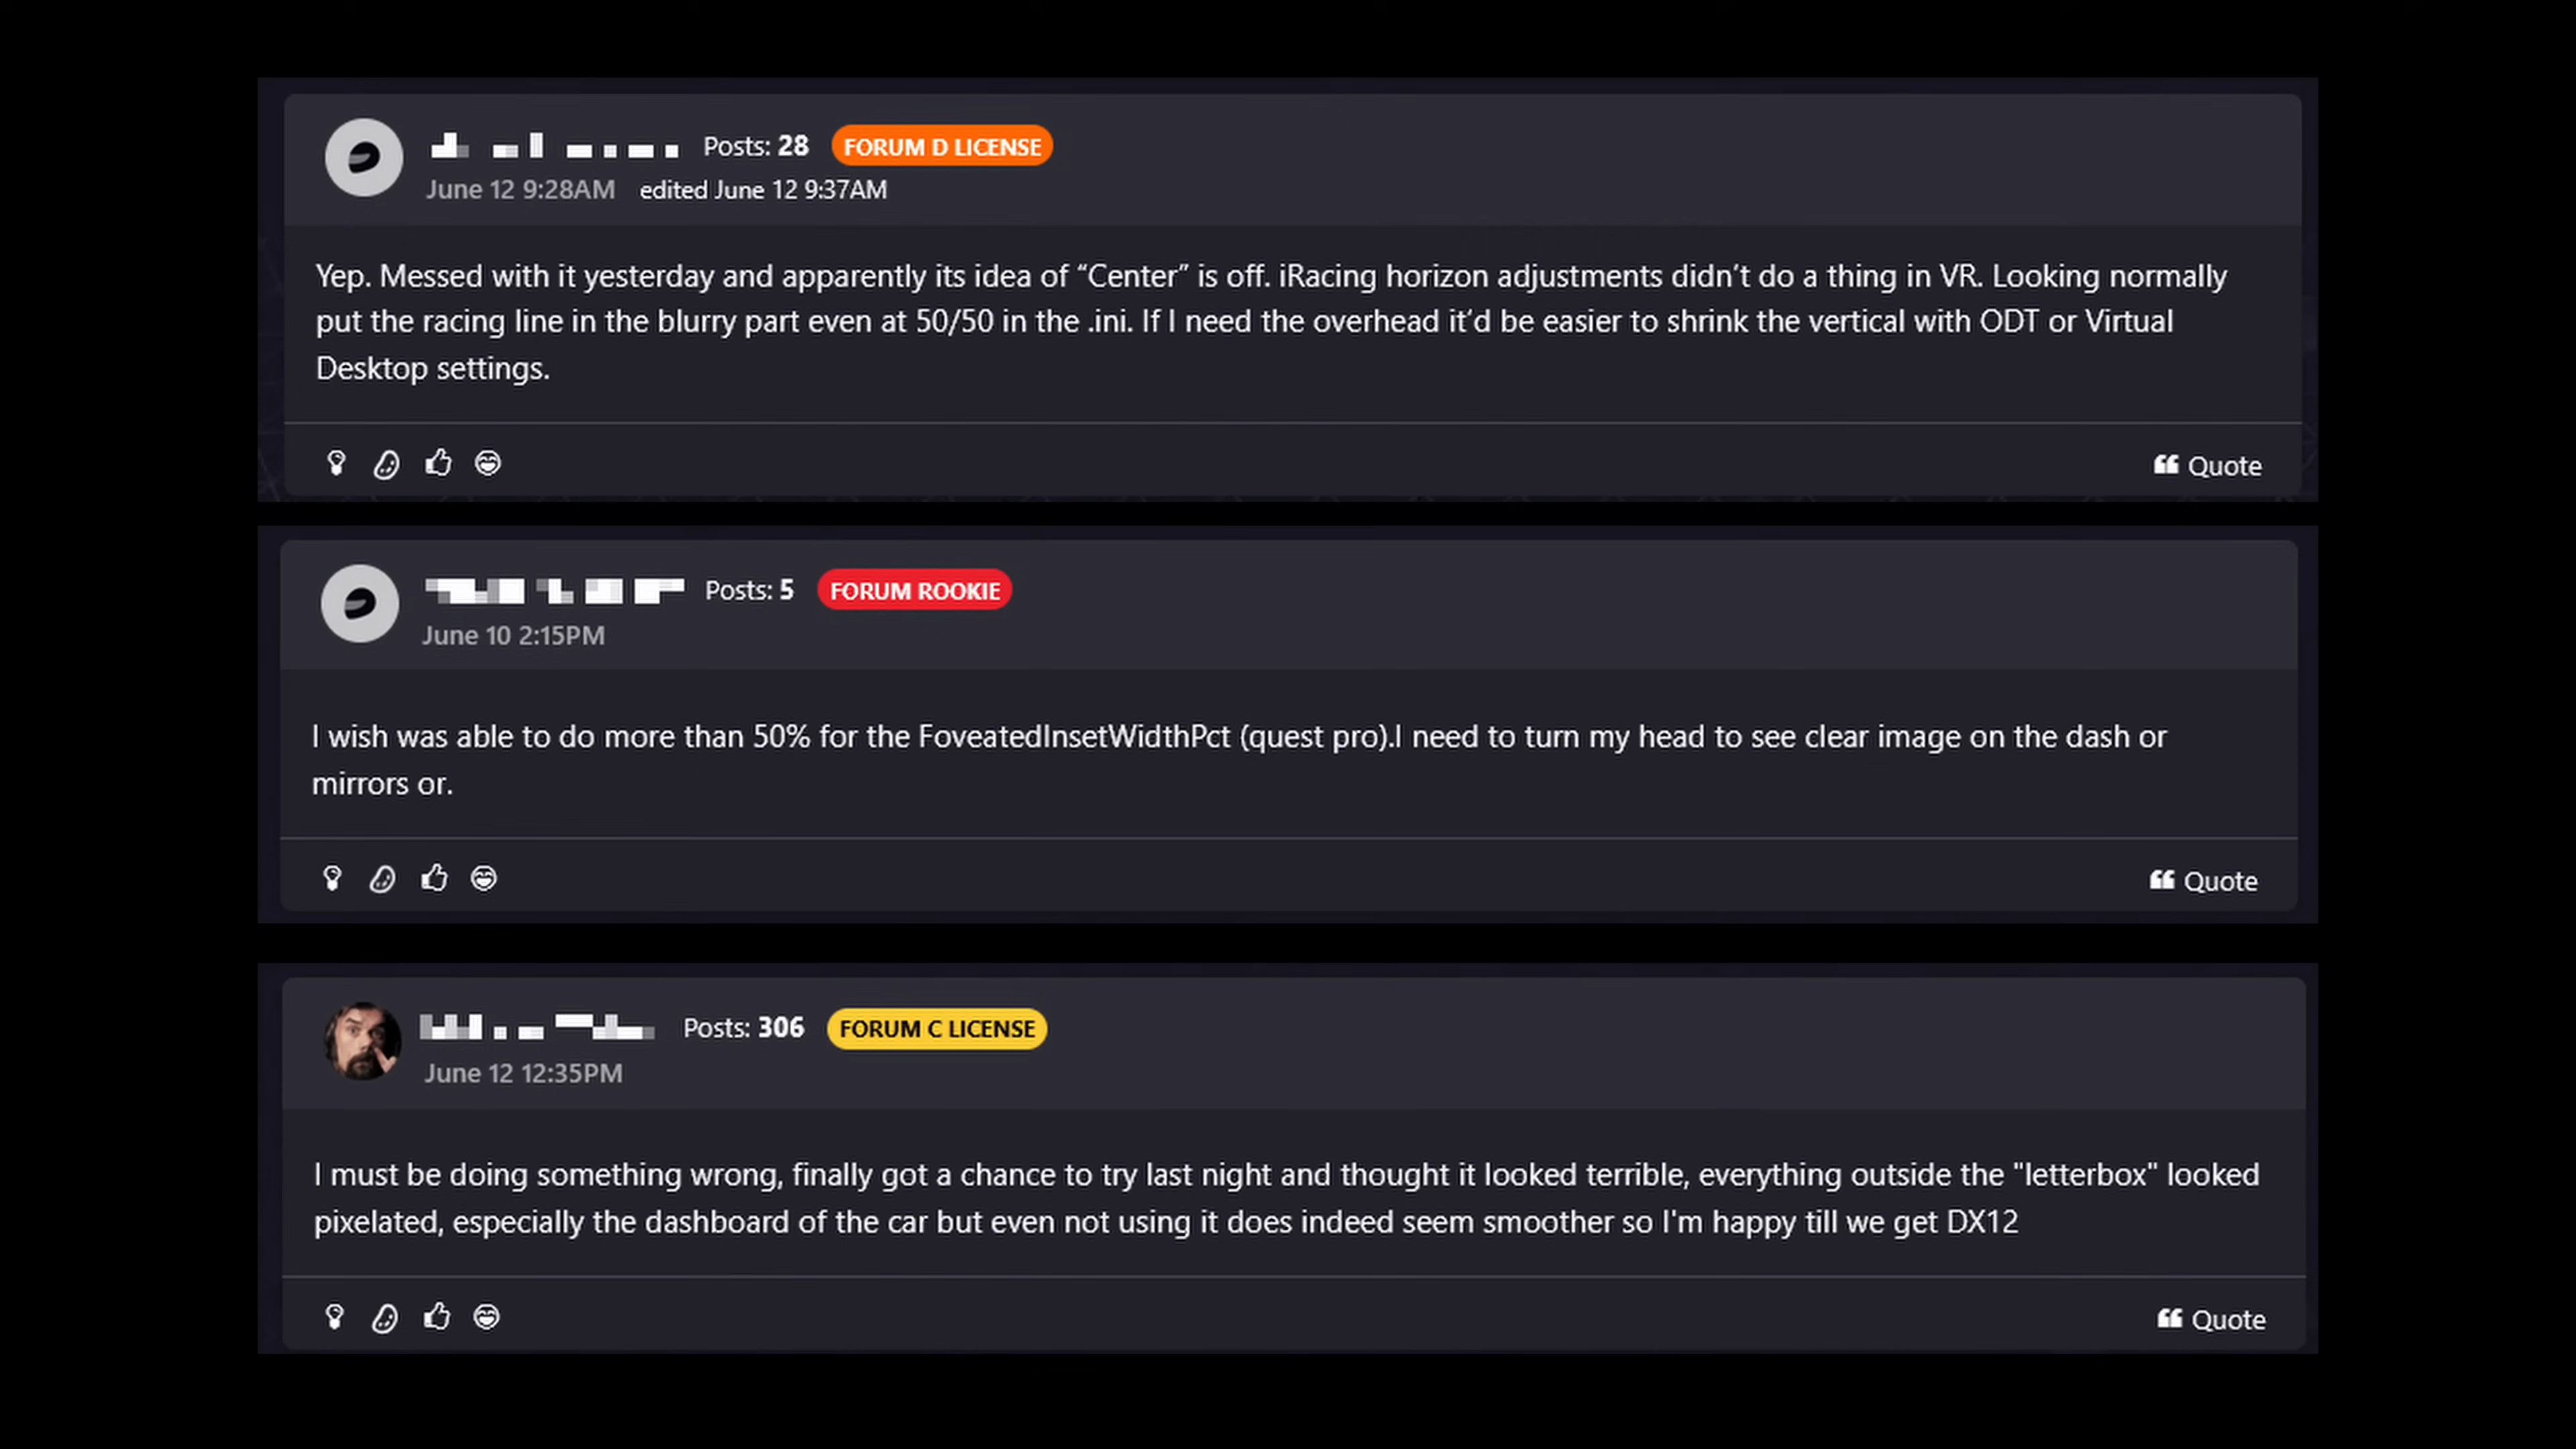 Posts: 28 FORUM D LICENSE
June 12 9:28AM edited June 12 9:37AM
Yep. Messed with it yesterday and apparently its idea of “Center” is off. iRacing horizon adjustments didn’t do a thing in VR. Looking normally
put the racing line in the blurry part even at 50/50 in the .ini. If I need the overhead it’d be easier to shrink the vertical with ODT or Virtual
Desktop settings.
Quote
Posts: 5 FORUM ROOKIE
June 10 2:15PM
I wish was able to do more than 50% for the FoveatedInsetWidthPct (quest pro).I need to turn my head to see clear image on the dash or
mirrors or.
Quote
Posts: 306 FORUM C LICENSE
June 12 12:35PM
I must be doing something wrong, finally got a chance to try last night and thought it looked terrible, everything outside the "letterbox" looked
pixelated, especially the dashboard of the car but even not using it does indeed seem smoother so I'm happy till we get DX12
Quote